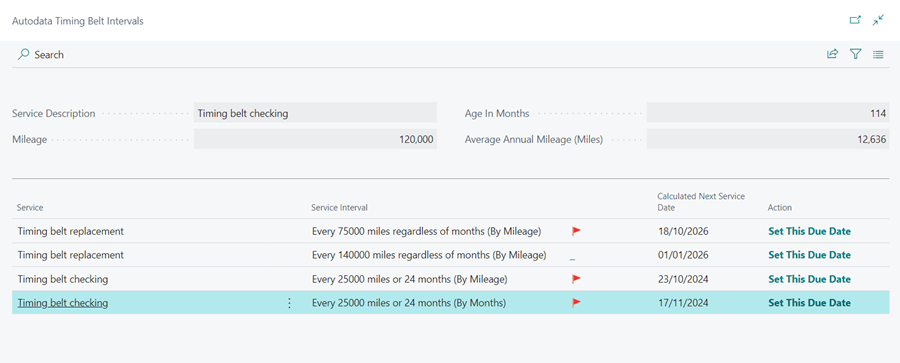 Autodata Timing Belt Intervals
Search
Service Description Timing belt checking Age In Months 114
Mileage 120,000 Average Annual Mileage (Miles) 12,636
Service Service Interval Calculated Next Service Date Action
Timing belt replacement Every 75000 miles regardless of months (By Mileage) 18/10/2026 Set This Due Date
Timing belt replacement Every 140000 miles regardless of months (By Mileage) _ 01/01/2026 Set This Due Date
Timing belt checking Every 25000 miles or 24 months (By Mileage) 23/10/2024 Set This Due Date
Timing belt checking Every 25000 miles or 24 months (By Months) 17/11/2024 Set This Due Date